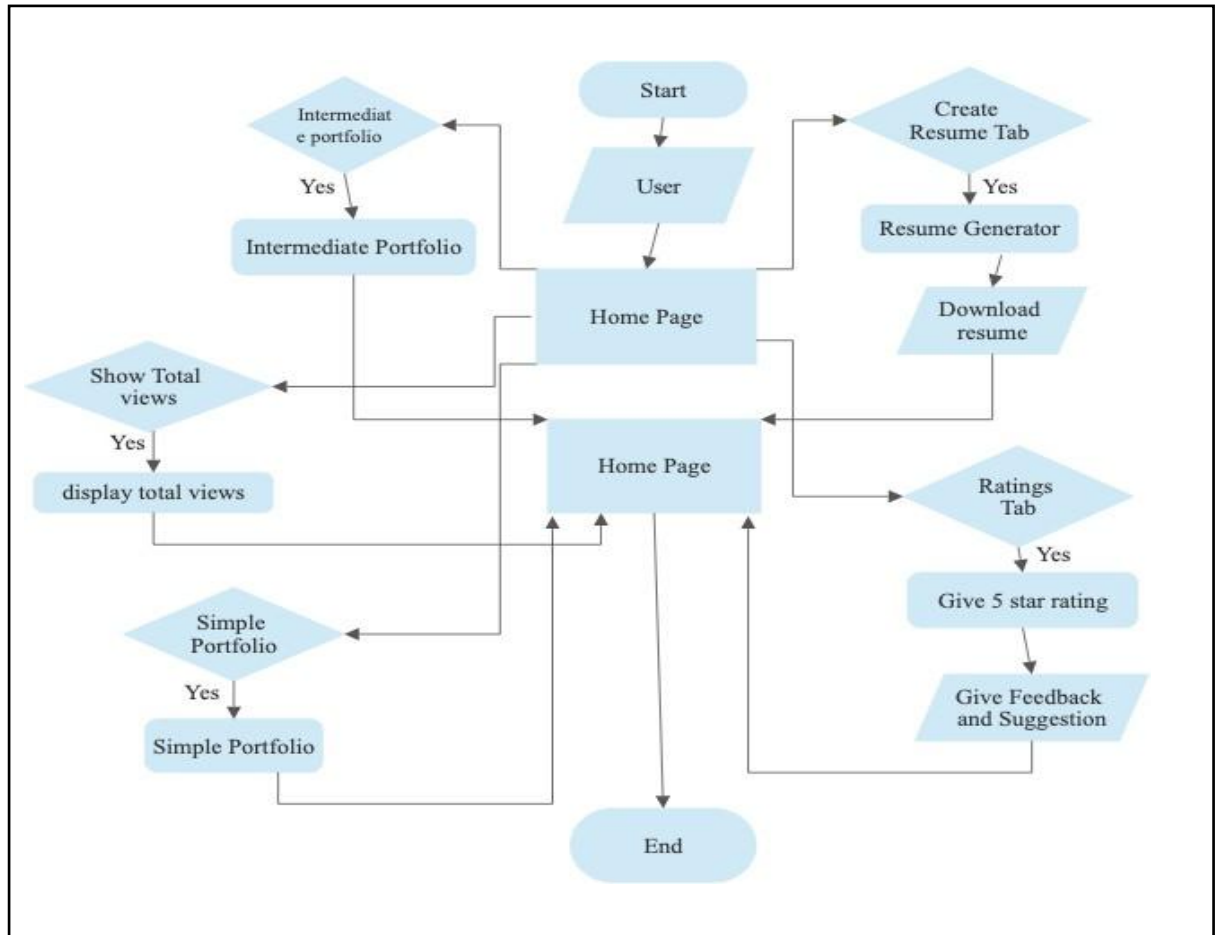 Start
User
Home Page
Intermediat
e portfolio
Yes
Intermediate Portfolio
Create
Resume Tab
Yes
Resume Generator
Download
resume
Show Total
views
Yes
display total views
Home Page
Ratings
Tab
Yes
Give 5 star rating
Give Feedback
and Suggestion
Simple
Portfolio
Yes
Simple Portfolio
End